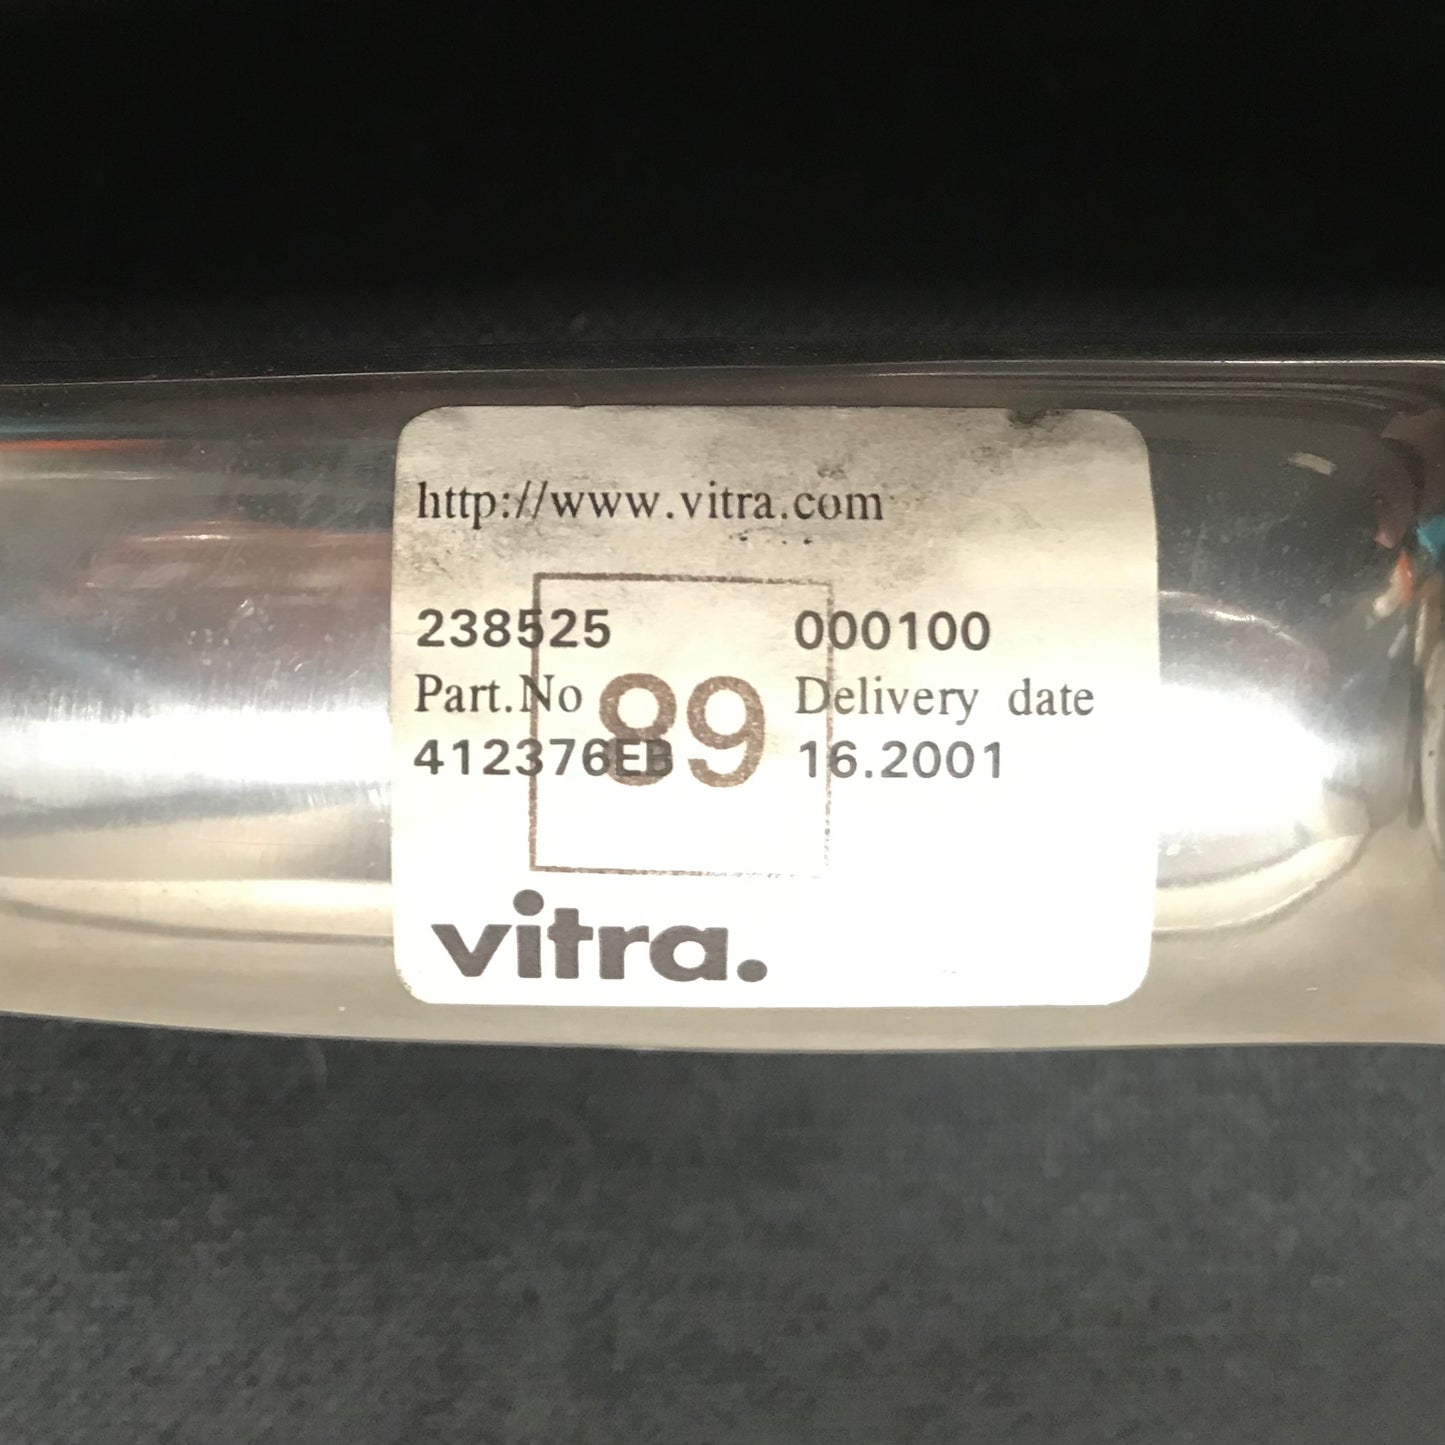 http://www.vitra.com
238525 000100
Part.No Delivery date
412376EB 16.2001
89
vitra.